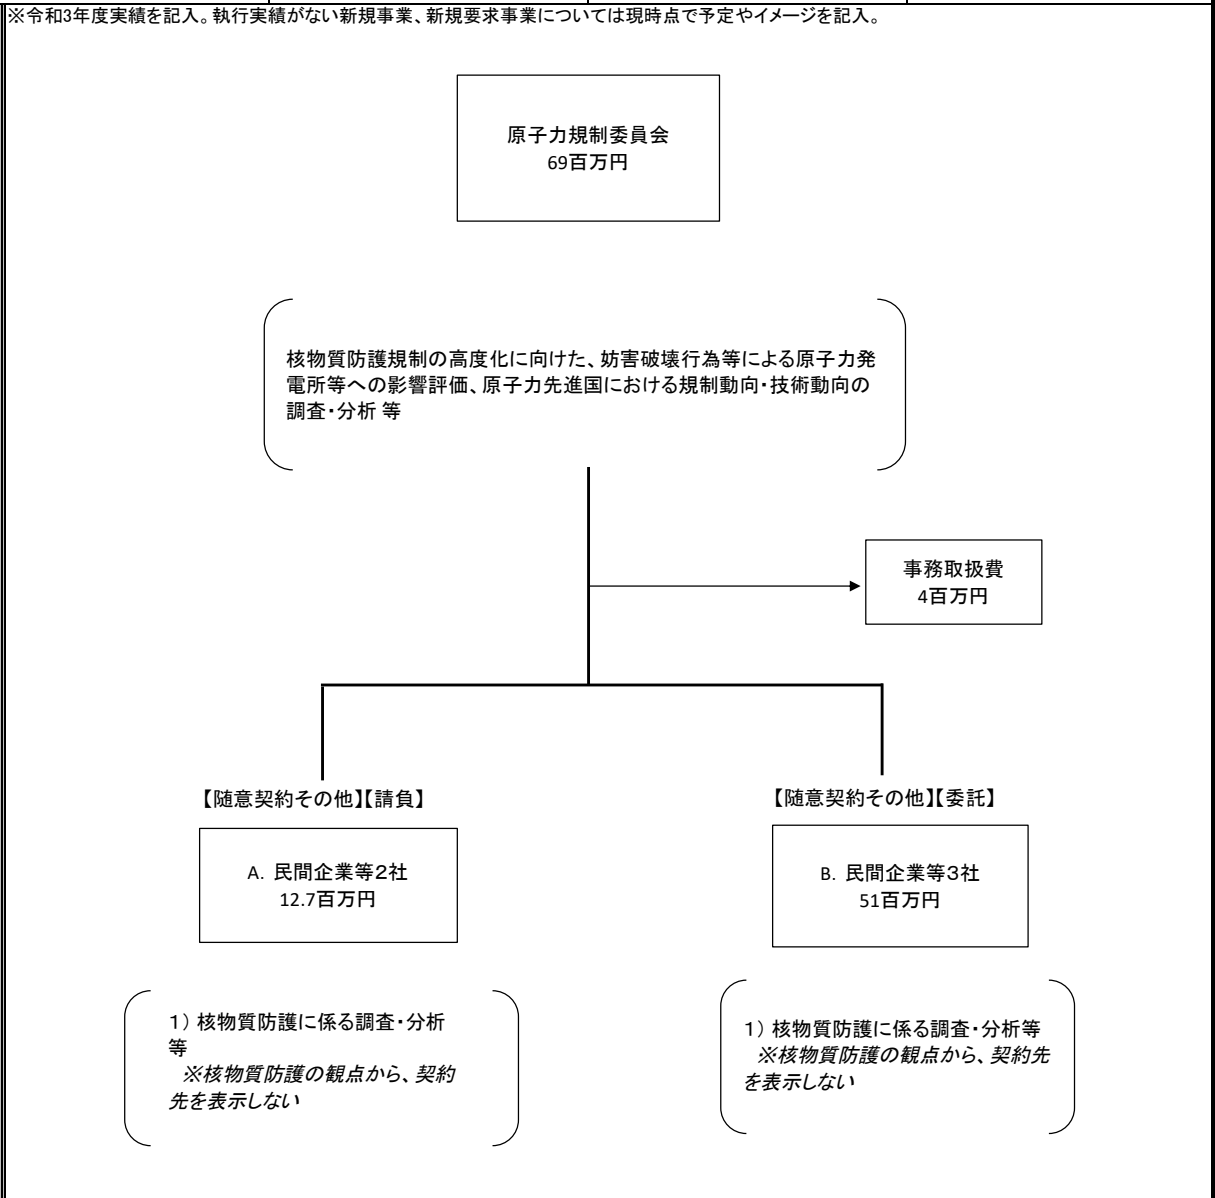 ※令和3年度実績を記入。執行実績がない新規事業、新規要求事業については現時点で予定やイメージを記入。
原子力規制委員会
69百万円
核物質防護規制の高度化に向けた、妨害破壊行為等による原子力発
電所等への影響評価、原子力先進国における規制動向・技術動向の
調査・分析 等
事務取扱費
4百万円
【随意契約その他】【請負】
A. 民間企業等2社
12.7百万円
1）核物質防護に係る調査・分析
等
※核物質防護の観点から、契約
先を表示しない
【随意契約その他】【委託】
B. 民間企業等3社
51百万円
1）核物質防護に係る調査・分析等
※核物質防護の観点から、契約先
を表示しない